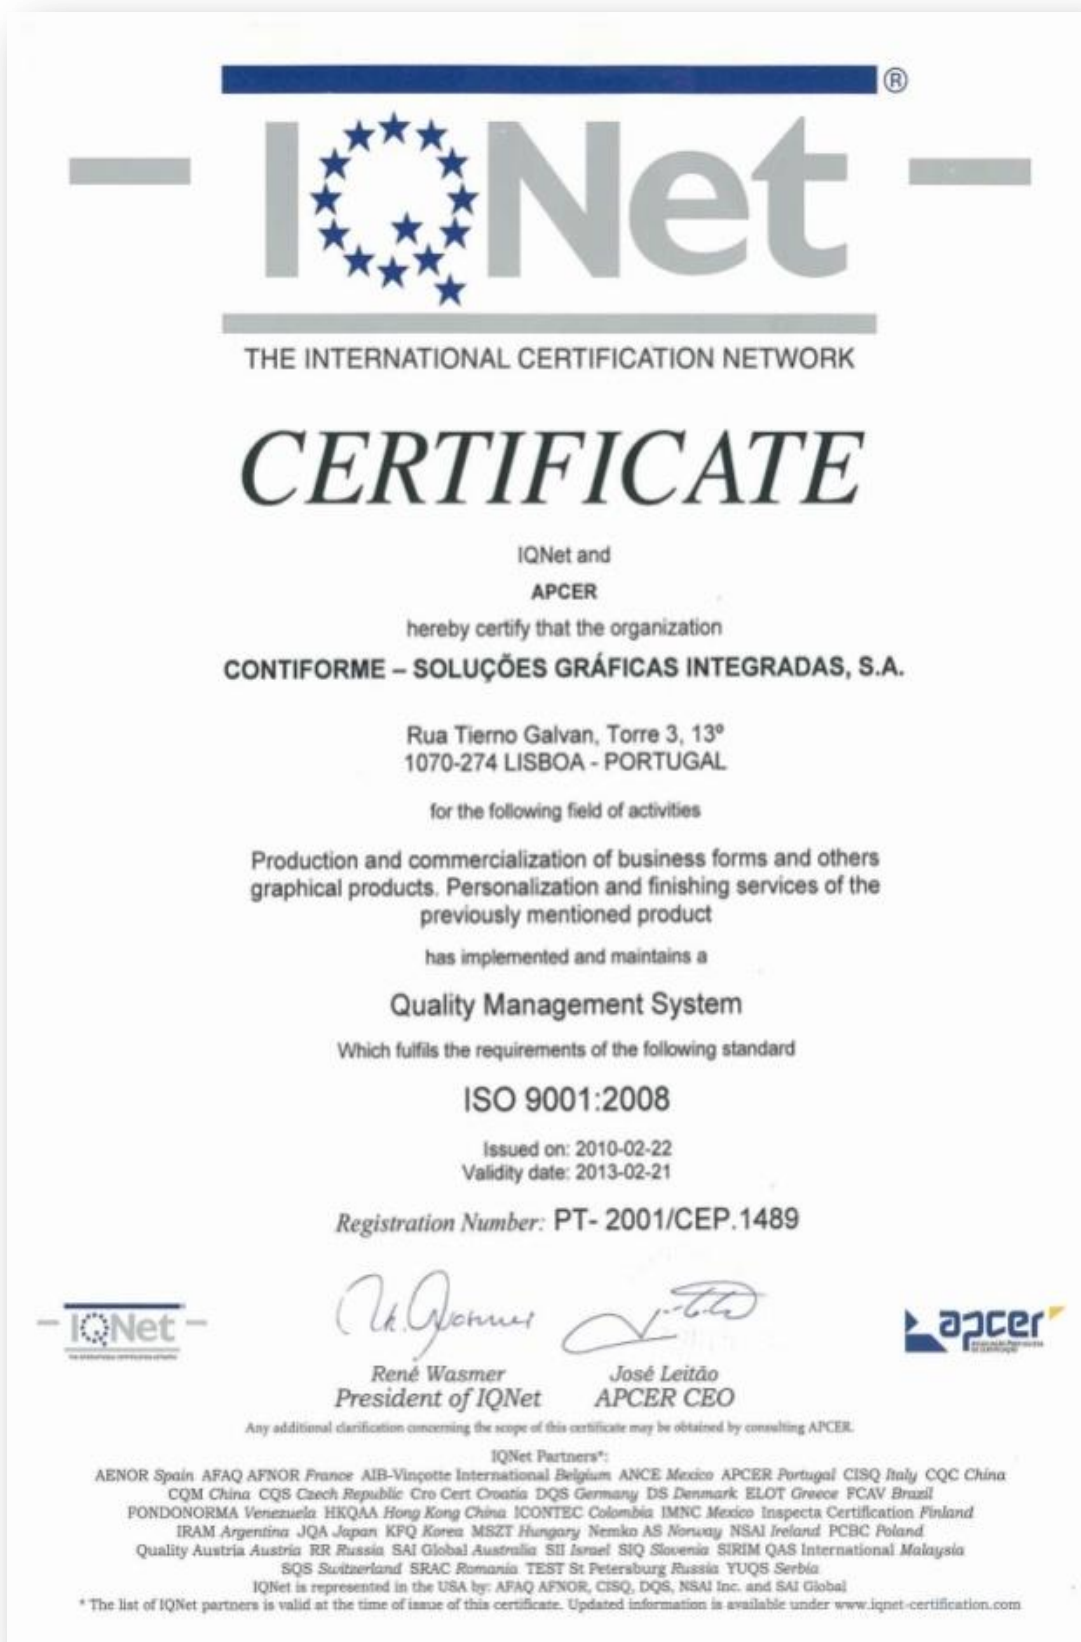 IQNet®
THE INTERNATIONAL CERTIFICATION NETWORK
CERTIFICATE
IQNet and
APCER
hereby certify that the organization
CONTIFORME – SOLUÇÕES GRÁFICAS INTEGRADAS, S.A.
Rua Tierno Galvan, Torre 3, 13º
1070-274 LISBOA - PORTUGAL
for the following field of activities
Production and commercialization of business forms and others
graphical products. Personalization and finishing services of the
previously mentioned product
has implemented and maintains a
Quality Management System
Which fulfils the requirements of the following standard
ISO 9001:2008
Issued on: 2010-02-22
Validity date: 2013-02-21
Registration Number: PT- 2001/CEP.1489
IQNet
THE INTERNATIONAL CERTIFICATION NETWORK
apcer
René Wasmer
President of IQNet
José Leitão
APCER CEO
Any additional clarification concerning the scope of this certificate may be obtained by consulting APCER.
IQNet Partners*:
AENOR Spain AFAQ AFNOR France AIB-Vinçotte International Belgium ANCE Mexico APCER Portugal CISQ Italy CQC China
CQM China CQS Czech Republic Cro Cert Croatia DQS Germany DS Denmark ELOT Greece FCAV Brazil
FONDONORMA Venezuela HKQAA Hong Kong China ICONTEC Colombia IMNC Mexico Inspecta Certification Finland
IRAM Argentina JQA Japan KFQ Korea MSZT Hungary Nemko AS Norway NSAI Ireland PCBC Poland
Quality Austria Austria RR Russia SAI Global Australia SII Israel SIQ Slovenia SIRIM QAS International Malaysia
SQS Switzerland SRAC Romania TEST St Petersburg Russia YUQS Serbia
IQNet is represented in the USA by: AFAQ AFNOR, CISQ, DQS, NSAI Inc. and SAI Global
* The list of IQNet partners is valid at the time of issue of this certificate. Updated information is available under www.iqnet-certification.com